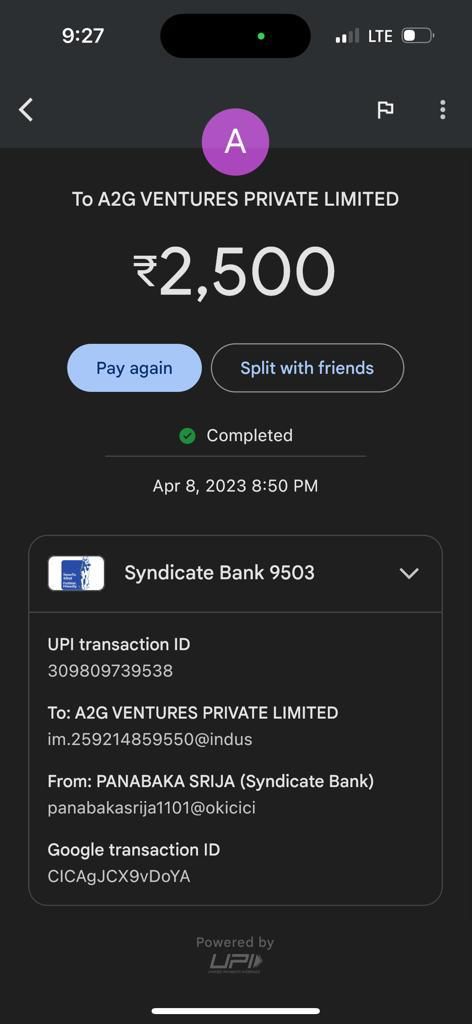 9:27
LTE
A
To A2G VENTURES PRIVATE LIMITED
₹2,500
Pay again
Split with friends
Completed
Apr 8, 2023 8:50 PM
Syndicate Bank 9503
UPI transaction ID
309809739538
To: A2G VENTURES PRIVATE LIMITED
im.259214859550@indus
From: PANABAKA SRIJA (Syndicate Bank)
panabakasrija1101@okicici
Google transaction ID
CICAgJCX9vDoYA
Powered by
UPI